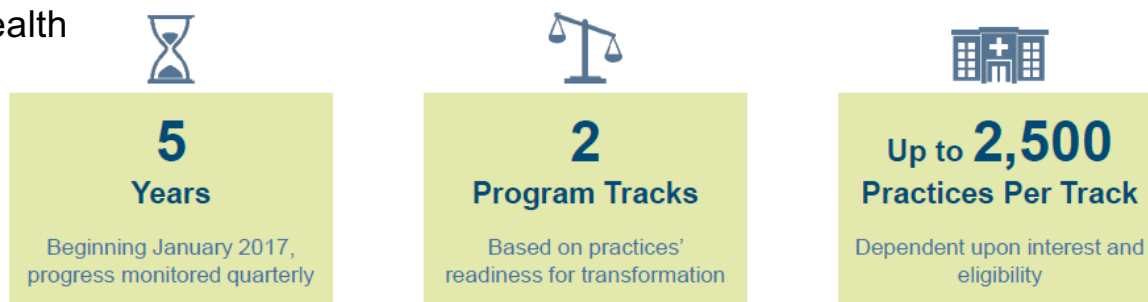 ealth
5
Years
Beginning January 2017,
progress monitored quarterly
2
Program Tracks
Based on practices’
readiness for transformation
Up to 2,500
Practices Per Track
Dependent upon interest and
eligibility